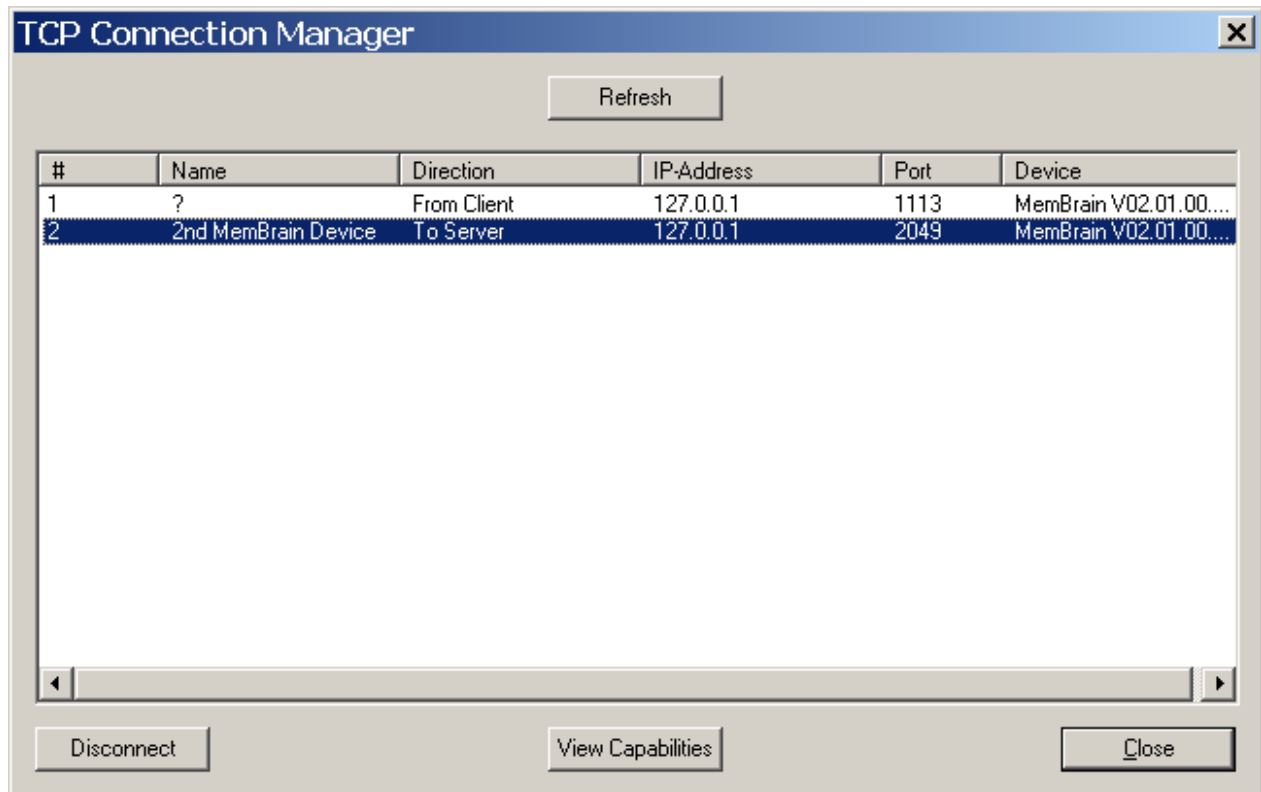 TCP Connection Manager
Refresh
# Name Direction IP-Address Port Device
1 ? From Client 127.0.0.1 1113 MemBrain V02.01.00....
2 2nd MemBrain Device To Server 127.0.0.1 2049 MemBrain V02.01.00....
Disconnect View Capabilities Close